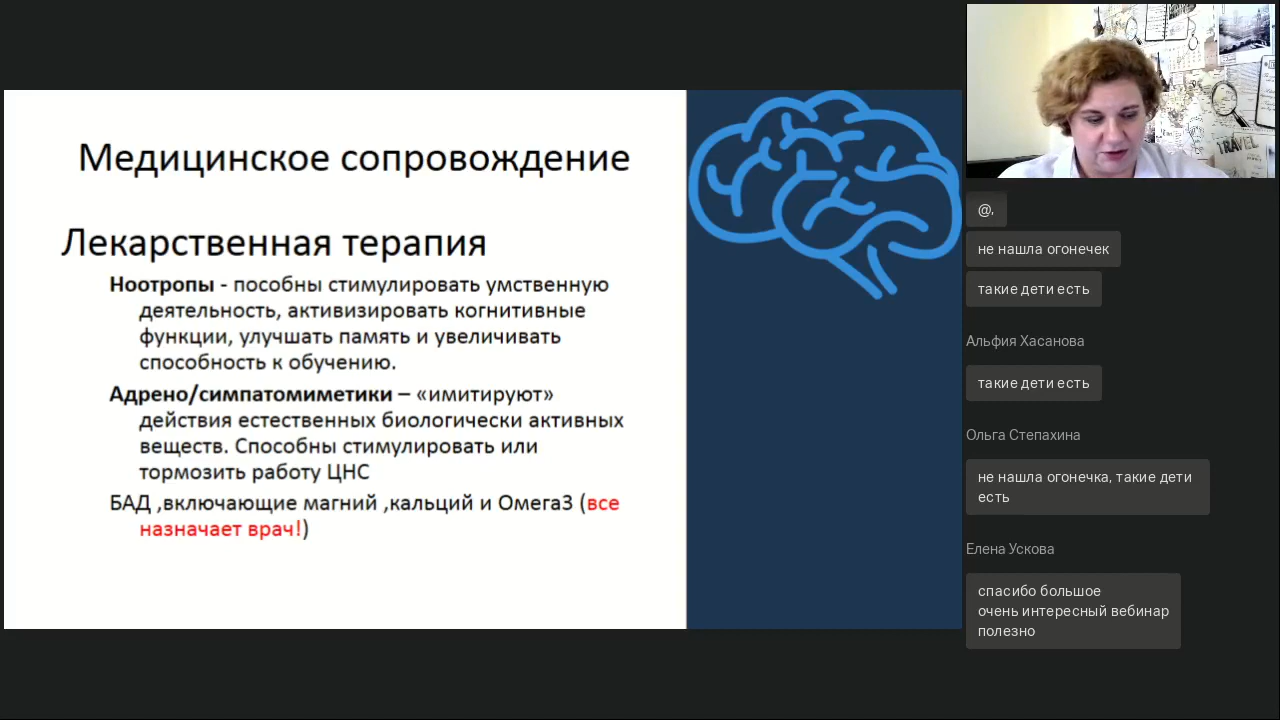 Медицинское сопровождение
Лекарственная терапия
Ноотропы - пособны стимулировать умственную
деятельность, активизировать когнитивные
функции, улучшать память и увеличивать
способность к обучению.
Адрено/симпатомиметики – «имитируют»
действия естественных биологически активных
веществ. Способны стимулировать или
тормозить работу ЦНС
БАД ,включающие магний ,кальций и Омега3 (все
назначает врач!)
TRAVEL
@,
не нашла огонечек
такие дети есть
Альфия Хасанова
такие дети есть
Ольга Степахина
не нашла огонечка, такие дети
есть
Елена Ускова
спасибо большое
очень интересный вебинар
полезно